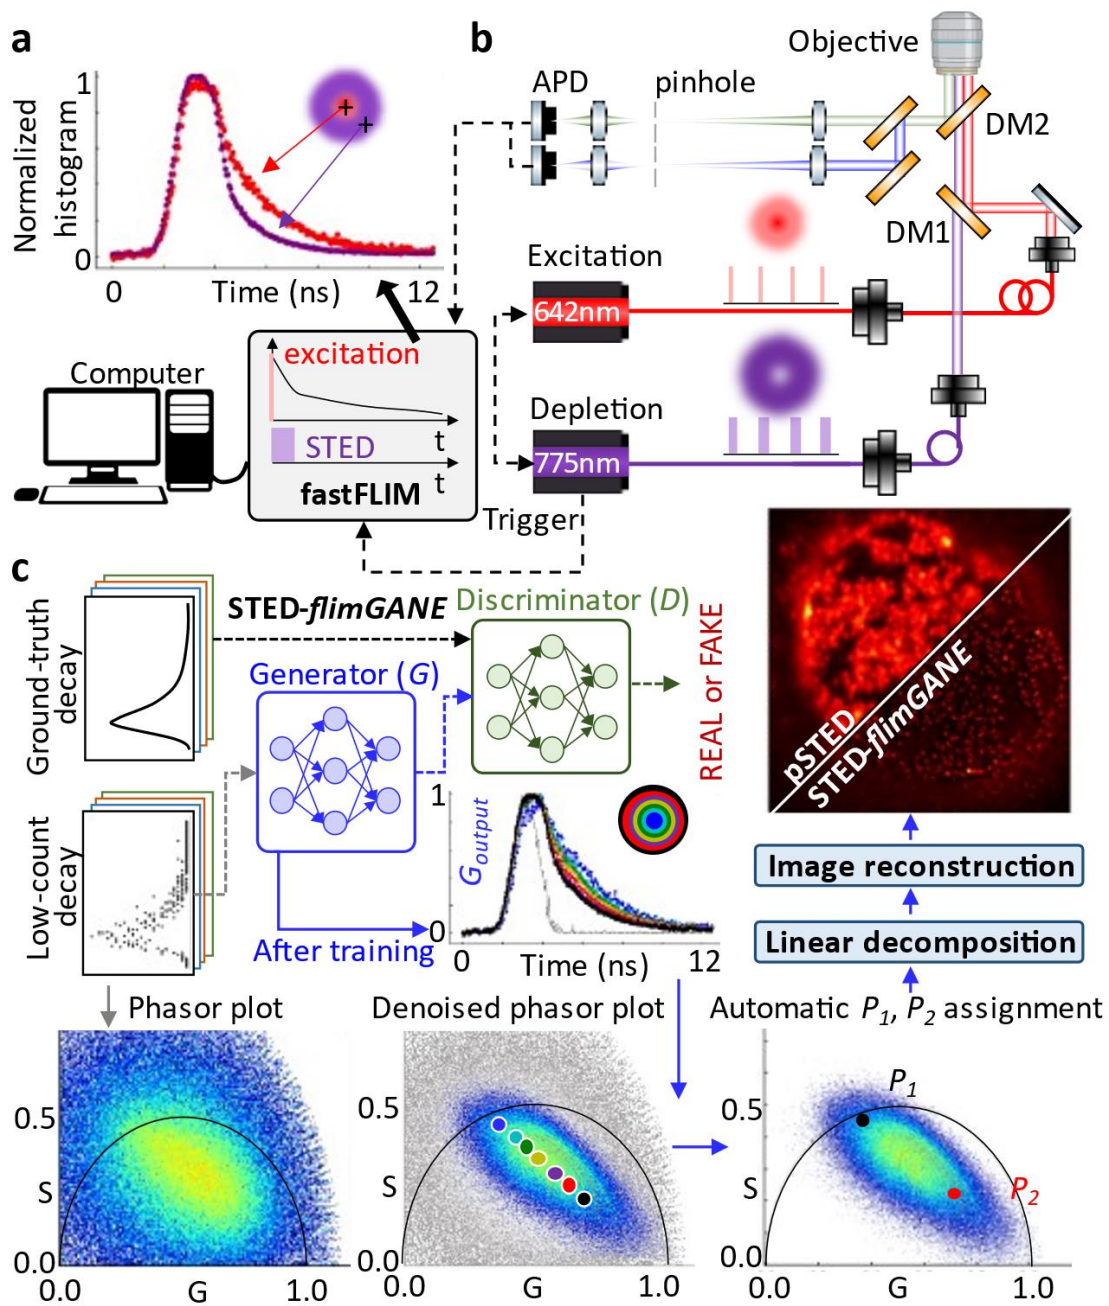 a
Normalized
histogram
1
0
0
Time (ns)
12
b
Objective
APD
pinhole
DM2
DM1
Excitation
642nm
Depletion
775nm
Trigger
Computer
excitation
t
STED
t
fastFLIM
c
Ground-truth
decay
STED-flimGANE
Discriminator (D)
Generator (G)
REAL or FAKE
pSTED
STED-flimGANE
Low-count
decay
After training
G output
1
0
0
Time (ns)
12
Image reconstruction
Linear decomposition
Phasor plot
0.5
S
0.0
0.0
G
1.0
Denoised phasor plot
0.5
S
0.0
0.0
G
1.0
Automatic P1, P2 assignment
P1
0.5
S
P2
0.0
0.0
G
1.0